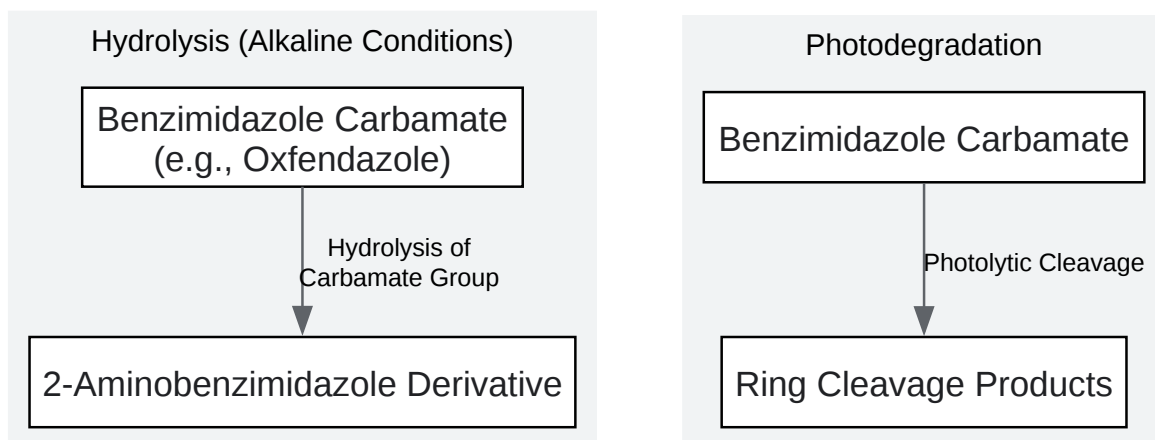 Hydrolysis (Alkaline Conditions)
Benzimidazole Carbamate
(e.g., Oxfendazole)
Hydrolysis of
Carbamate Group
2-Aminobenzimidazole Derivative
Photodegradation
Benzimidazole Carbamate
Photolytic Cleavage
Ring Cleavage Products